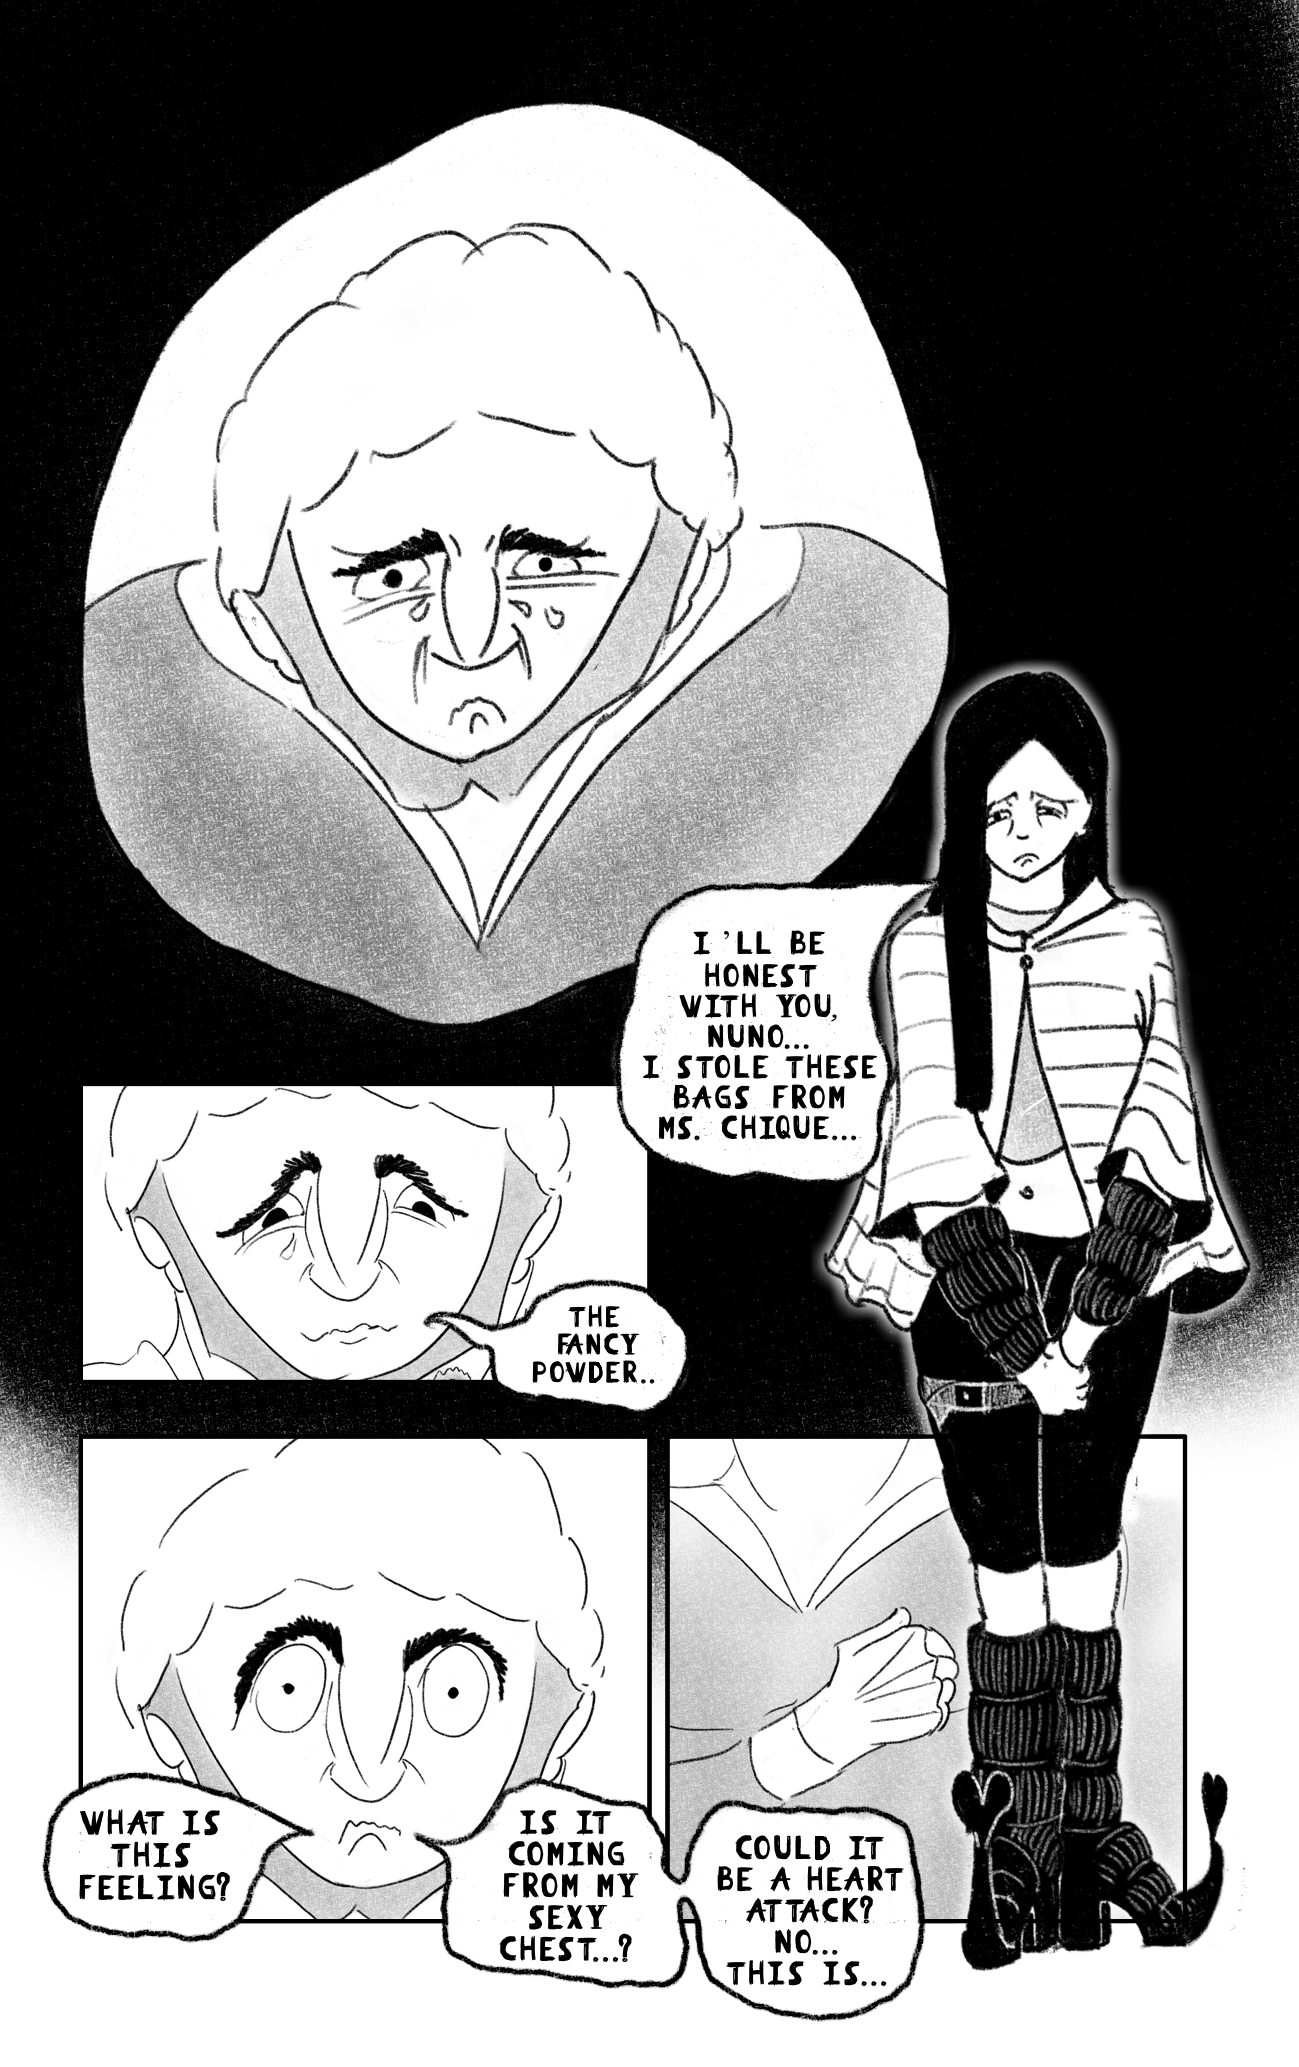 I'LL BE
HONEST
WITH YOU,
NUNO...
I STOLE THESE
BAGS FROM
MS. CHIQUE...
THE
FANCY
POWDER..
WHAT IS
THIS
FEELING?
IS IT
COMING
FROM MY
SEXY
CHEST...?
COULD IT
BE A HEART
ATTACK?
NO...
THIS IS...